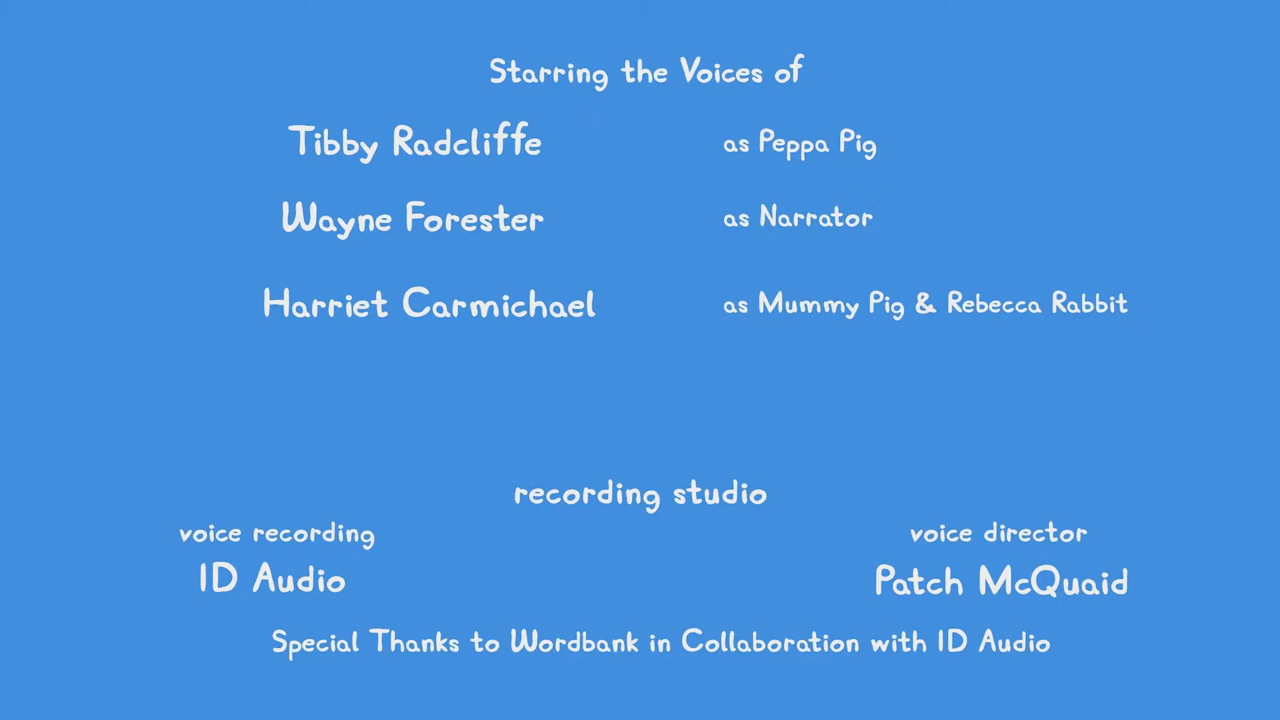 Starring the Voices of
Tibby Radcliffe as Peppa Pig
Wayne Forester as Narrator
Harriet Carmichael as Mummy Pig & Rebecca Rabbit
recording studio
voice recording voice director
ID Audio Patch McQuaid
Special Thanks to Wordbank in Collaboration with ID Audio